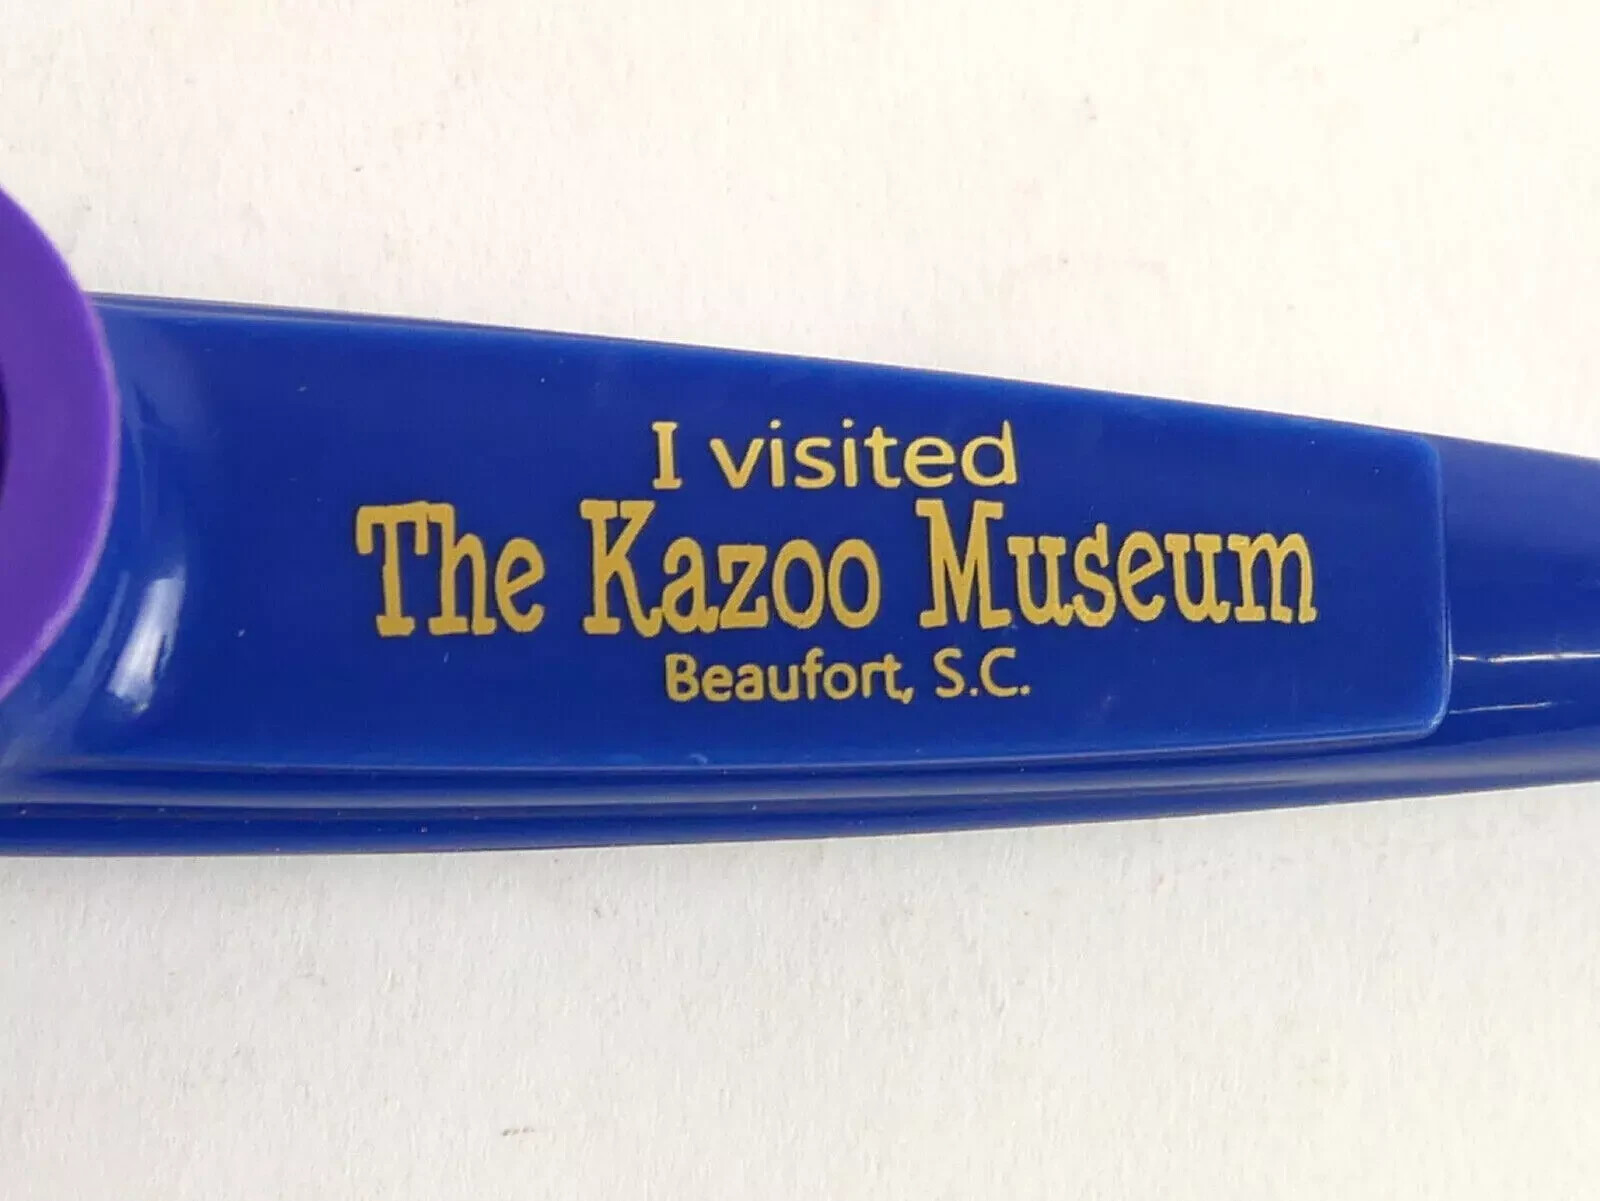 I visited
The Kazoo Museum
Beaufort, S.C.